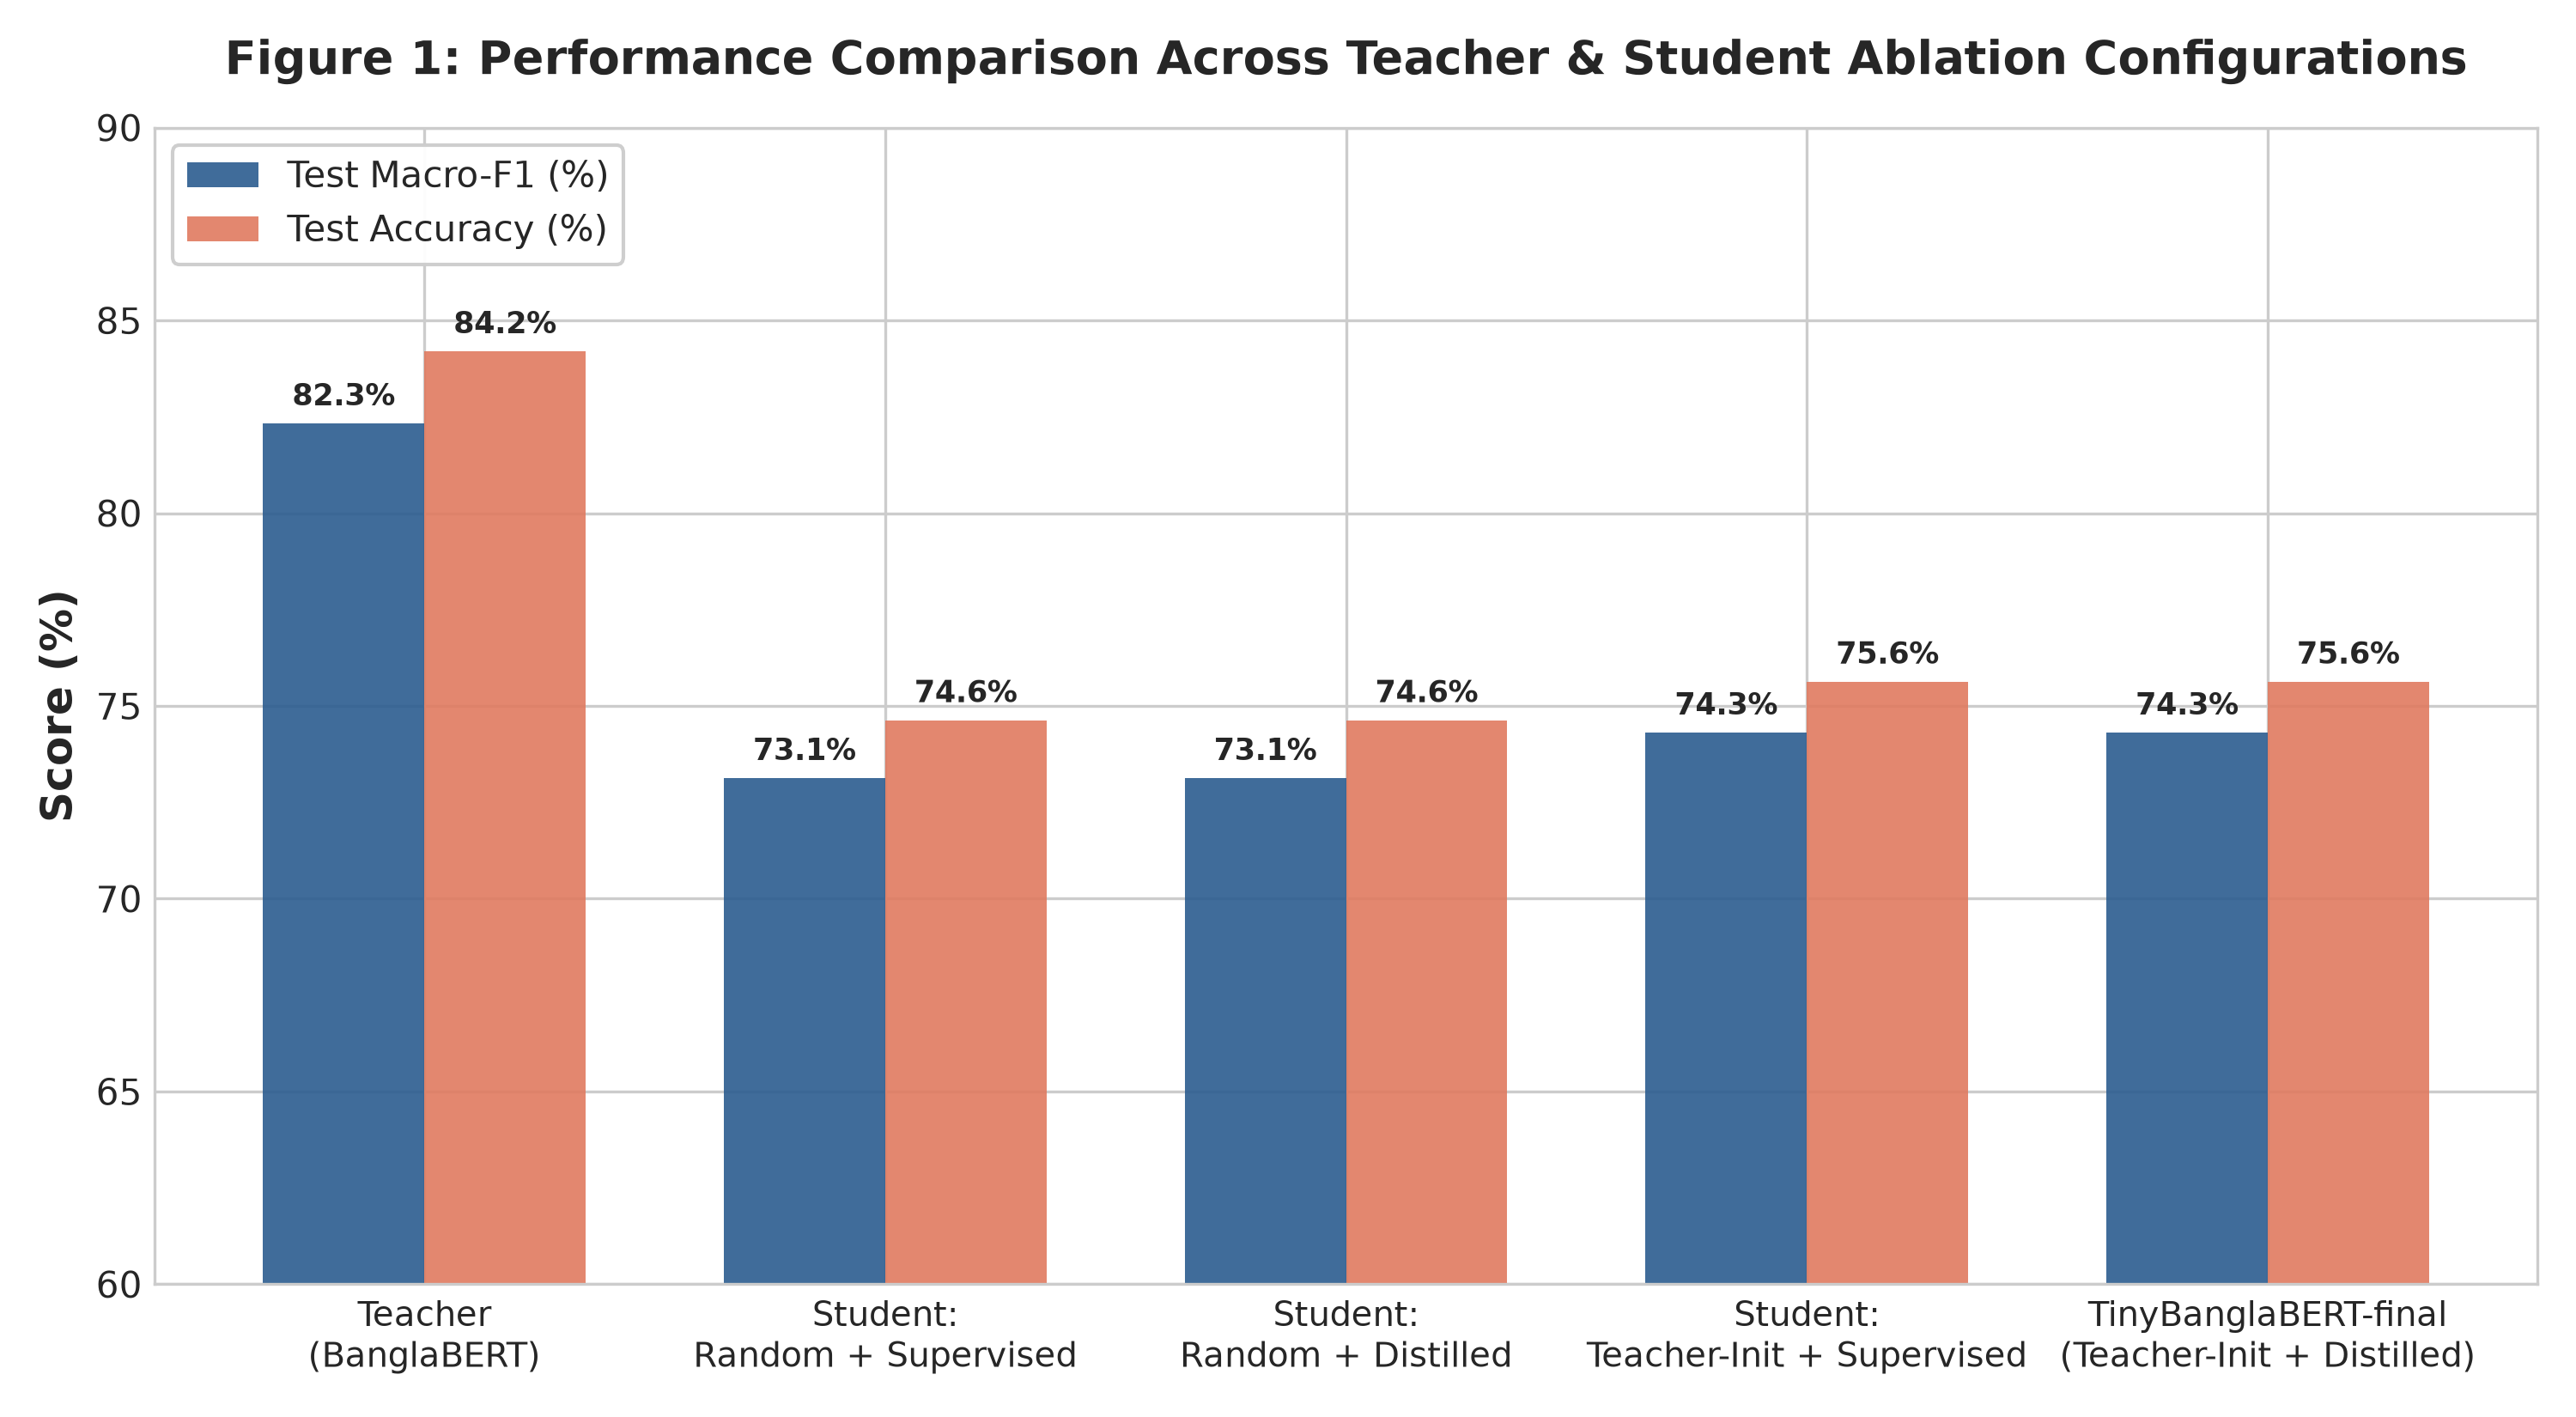 Figure 1: Performance Comparison Across Teacher & Student Ablation Configurations
90
85
80
75
70
65
60
Score (%)
Test Macro-F1 (%)
Test Accuracy (%)
82.3%
84.2%
73.1%
74.6%
73.1%
74.6%
74.3%
75.6%
74.3%
75.6%
Teacher
(BanglaBERT)
Student:
Random + Supervised
Student:
Random + Distilled
Student:
Teacher-Init + Supervised
TinyBanglaBERT-final
(Teacher-Init + Distilled)